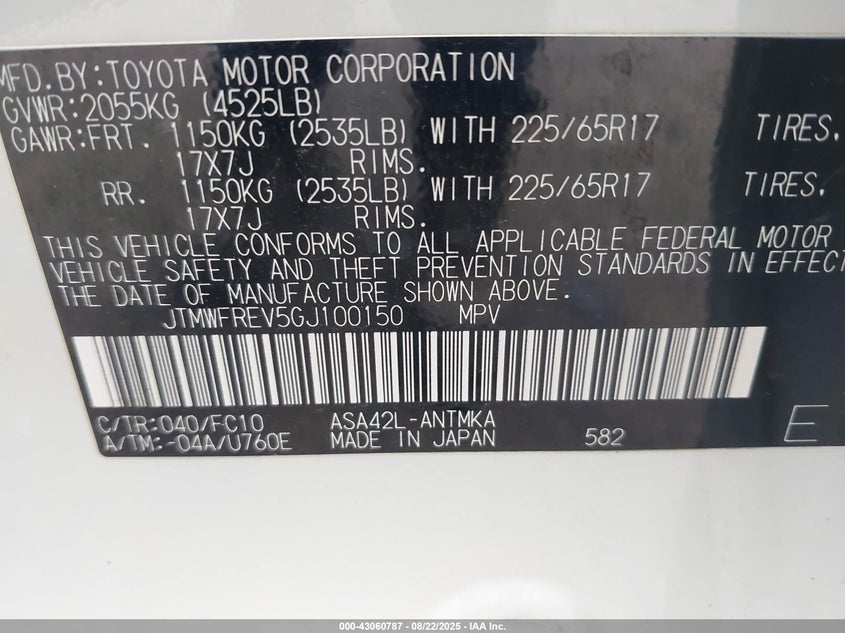 MFD. BY: TOYOTA MOTOR CORPORATION
GVWR: 2055KG (4525LB)
GAWR: FRT. 1150KG (2535LB) WITH 225/65R17 TIRES.
17X7J RIMS.
RR. 1150KG (2535LB) WITH 225/65R17 TIRES.
17X7J RIMS.
THIS VEHICLE CONFORMS TO ALL APPLICABLE FEDERAL MOTOR
VEHICLE SAFETY AND THEFT PREVENTION STANDARDS IN EFFECT
THE DATE OF MANUFACTURE SHOWN ABOVE.
JTMWFREV5GJ100150 MPV
C/TR: 040/FC10 ASA42L-ANTMKA
A/TM: -04A/U760E MADE IN JAPAN 582 E
000-43060787 - 08/22/2025 - IAA Inc.